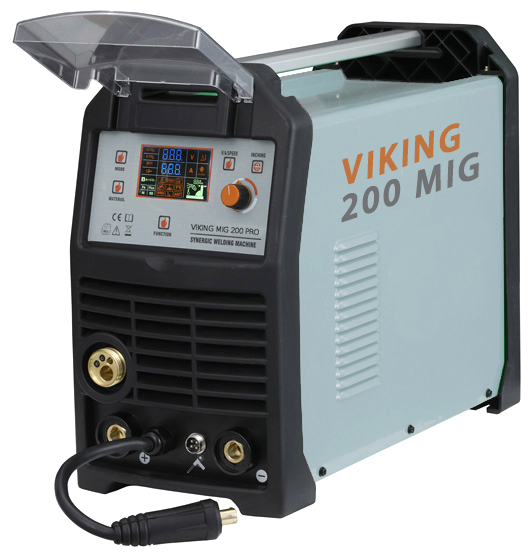 VIKING
200 MIG
888 V
888 A
V/A/SPEED
INCHING
MODE
MATERIAL
FUNCTION
CE
VIKING MIG 200 PRO
SYNERGIC WELDING MACHINE
+
−